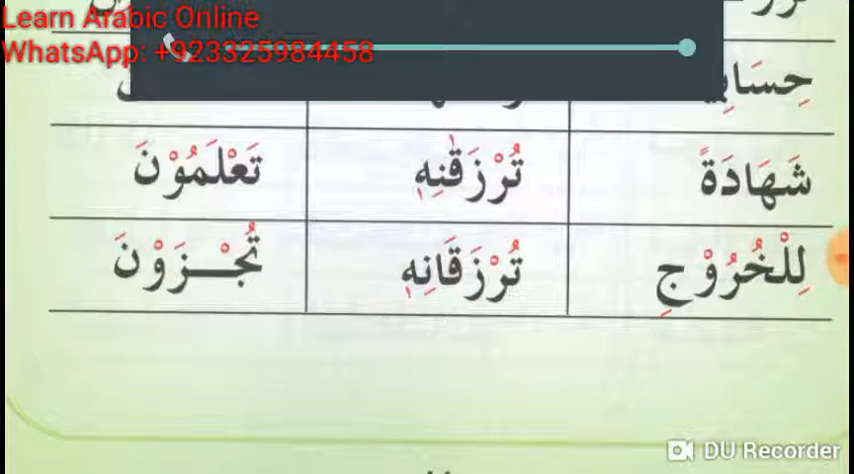 Learn Arabic Online
WhatsApp: +923325984458
شَهَادَةً تُرْزَقٰنِهٖ تَعْلَمُوْنَ
لِلْخُرُوْجِ تُرْزَقَانِهٖ تُجْزَوْنَ
DU Recorder